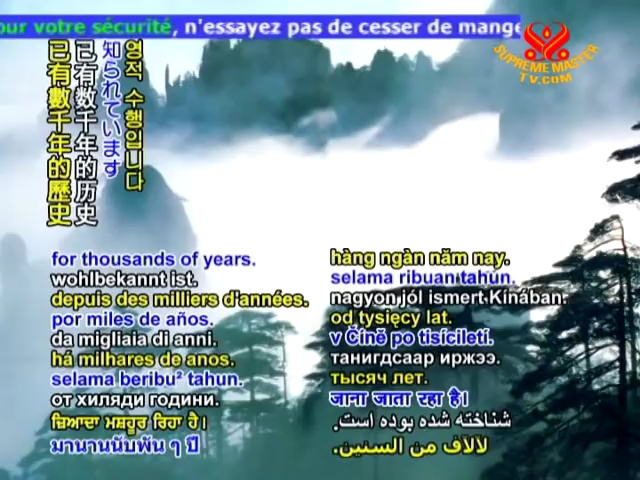 our votre sécurité, n'essayez pas de cesser de mange
SUPREME MASTER
TV.COM
영적 수행입니다
知られています
已有数千年的历史
已有數千年的歷史
for thousands of years.
wohlbekannt ist.
depuis des milliers d'années.
por miles de años.
da migliaia di anni.
há milhares de anos.
selama beribu² tahun.
от хиляди години.
ਜ਼ਿਆਦਾ ਮਸ਼ਹੂਰ ਰਿਹਾ ਹੈ।
มานานนับพัน ๆ ปี
hàng ngàn năm nay.
selama ribuan tahun.
nagyon jól ismert Kínában.
od tysięcy lat.
v Číně po tisíciletí.
танигдсаар иржээ.
тысяч лет.
जाना जाता रहा है।
شناخته شده بوده است.
لآلآف من السنين.